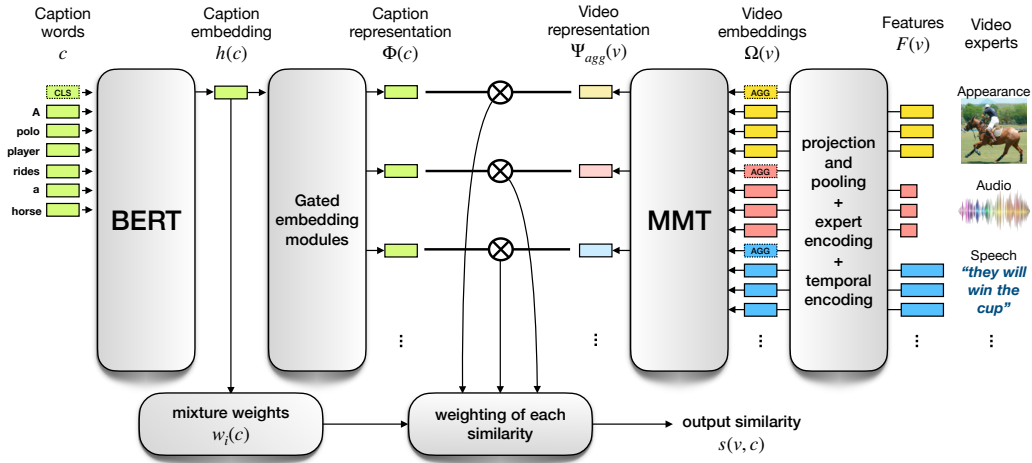 Caption words
c
Caption embedding
h(c)
Caption representation
Φ(c)
Video representation
Ψ_agg(v)
Video embeddings
Ω(v)
Features
F(v)
Video experts
CLS
A
polo
player
rides
a
horse
BERT
Gated
embedding
modules
MMT
AGG
AGG
AGG
projection
and
pooling
+
expert
encoding
+
temporal
encoding
Appearance
Audio
Speech
"they will
win the
cup"
...
...
...
...
...
...
mixture weights
w_i(c)
weighting of each
similarity
output similarity
s(v, c)